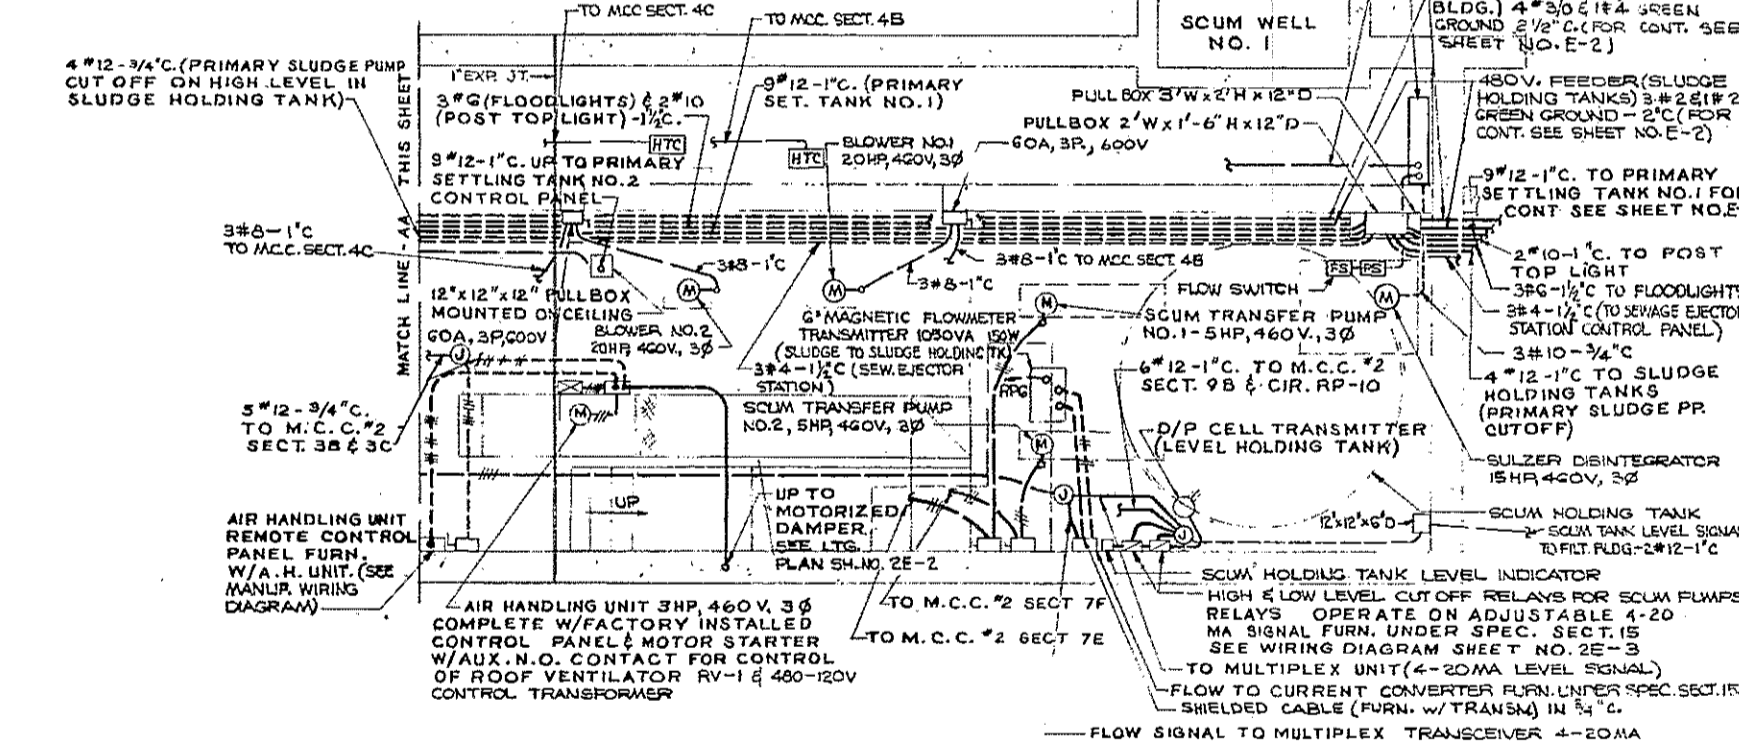 TO MCC SECT. 4C
TO MCC. SECT. 4B
SCUM WELL
NO. 1
BLDG.) 4 #3/0 & 1#4 GREEN
GROUND 2 1/2" C. (FOR CONT. SEE
SHEET NO. E-2)
4 #12 - 3/4"C. (PRIMARY SLUDGE PUMP
CUT OFF ON HIGH LEVEL IN
SLUDGE HOLDING TANK)
MATCH LINE - AA THIS SHEET
1" EXP. JT.
3 #6 (FLOODLIGHTS) & 2 #10
(POST TOP LIGHT) - 1 1/2"C.
9 #12 - 1"C. (PRIMARY
SET. TANK NO. 1)
PULL BOX 3'W x 2'H x 12"D
PULLBOX 2'W x 1'-6"H x 12"D
480V. FEEDER (SLUDGE
HOLDING TANKS) 3-#2 & 1#2
GREEN GROUND - 2"C (FOR
CONT. SEE SHEET NO. E-2)
HTC
HTC
BLOWER NO. 1
20HP, 460V, 3Ø
60A, 3P., 600V
9 #12 - 1"C. UP TO PRIMARY
SETTLING TANK NO. 2
CONTROL PANEL
9 #12 - 1"C. TO PRIMARY
SETTLING TANK NO. 1 FOR
CONT SEE SHEET NO. E-
3#8 - 1"C
TO M.C.C. SECT. 4C
3#8 - 1"C
3#8 - 1"C TO MCC. SECT. 4B
3#8 - 1"C
2 #10 - 1"C. TO POST
TOP LIGHT
3#6 - 1 1/2"C TO FLOODLIGHTS
3#4 - 1 1/2"C (TO SEWAGE EJECTOR
STATION CONTROL PANEL)
3#10 - 3/4"C
4 #12 - 1"C TO SLUDGE
HOLDING TANKS
(PRIMARY SLUDGE PP.
CUTOFF)
FS
FS
FLOW SWITCH
M
M
M
M
12"x12"x12" PULLBOX
MOUNTED ON CEILING
BLOWER NO. 2
20HP, 460V., 3Ø
60A, 3P, 600V
J
6" MAGNETIC FLOWMETER
TRANSMITTER 1050VA 150W
(SLUDGE TO SLUDGE HOLDING TK)
SCUM TRANSFER PUMP
NO. 1 - 5HP, 460V, 3Ø
3#4 - 1 1/2"C (SEW. EJECTOR
STATION)
RPG
6 #12 - 1"C. TO M.C.C. #2
SECT. 9B & CIR. RP-10
5 #12 - 3/4"C.
TO M.C.C. #2
SECT. 3B & 3C
M
SCUM TRANSFER PUMP
NO. 2, 5HP, 460V, 3Ø
M
D/P CELL TRANSMITTER
(LEVEL HOLDING TANK)
SULZER DISINTEGRATOR
15HP, 460V, 3Ø
UP
UP TO
MOTORIZED
DAMPER.
SEE LTG.
PLAN SH. NO. 2E-2
J
J
12"x12"x6"D
SCUM HOLDING TANK
SCUM TANK LEVEL SIGNAL
TO FILT. BLDG. - 2#12 - 1"C
AIR HANDLING UNIT
REMOTE CONTROL
PANEL FURN.
W/A.H. UNIT. (SEE
MANUF. WIRING
DIAGRAM)
AIR HANDLING UNIT 3HP, 460V, 3Ø
COMPLETE W/FACTORY INSTALLED
CONTROL PANEL & MOTOR STARTER
W/AUX. N.O. CONTACT FOR CONTROL
OF ROOF VENTILATOR RV-1 & 480-120V
CONTROL TRANSFORMER
TO M.C.C. #2 SECT 7F
TO M.C.C. #2 SECT 7E
SCUM HOLDING TANK LEVEL INDICATOR
HIGH & LOW LEVEL CUT OFF RELAYS FOR SCUM PUMPS
RELAYS OPERATE ON ADJUSTABLE 4-20
MA SIGNAL FURN. UNDER SPEC. SECT. 15
SEE WIRING DIAGRAM SHEET NO. 2E-3
TO MULTIPLEX UNIT (4-20MA LEVEL SIGNAL)
FLOW TO CURRENT CONVERTER FURN. UNDER SPEC. SECT. 15
SHIELDED CABLE (FURN. W/ TRANSM) IN 3/4"C.
FLOW SIGNAL TO MULTIPLEX TRANSCEIVER 4-20MA